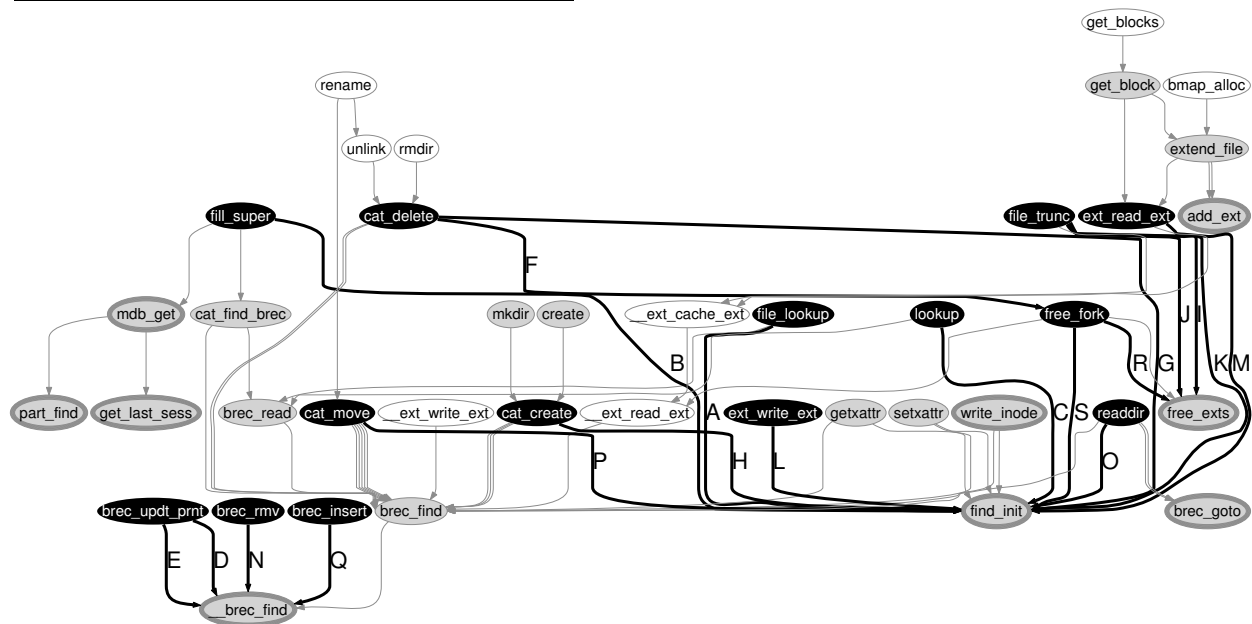 get_blocks
rename get_block bmap_alloc
unlink rmdir extend_file
fill_super cat_delete file_trunc ext_read_ext add_ext
F
mdb_get cat_find_brec mkdir create __ext_cache_ext file_lookup lookup free_fork J I
B R G K M
part_find get_last_sess brec_read cat_move __ext_write_ext cat_create __ext_read_ext A ext_write_ext getxattr setxattr write_inode C S readdir free_exts
P H L O
brec_updt_prnt brec_rmv brec_insert brec_find find_init brec_goto
E D N Q
__brec_find